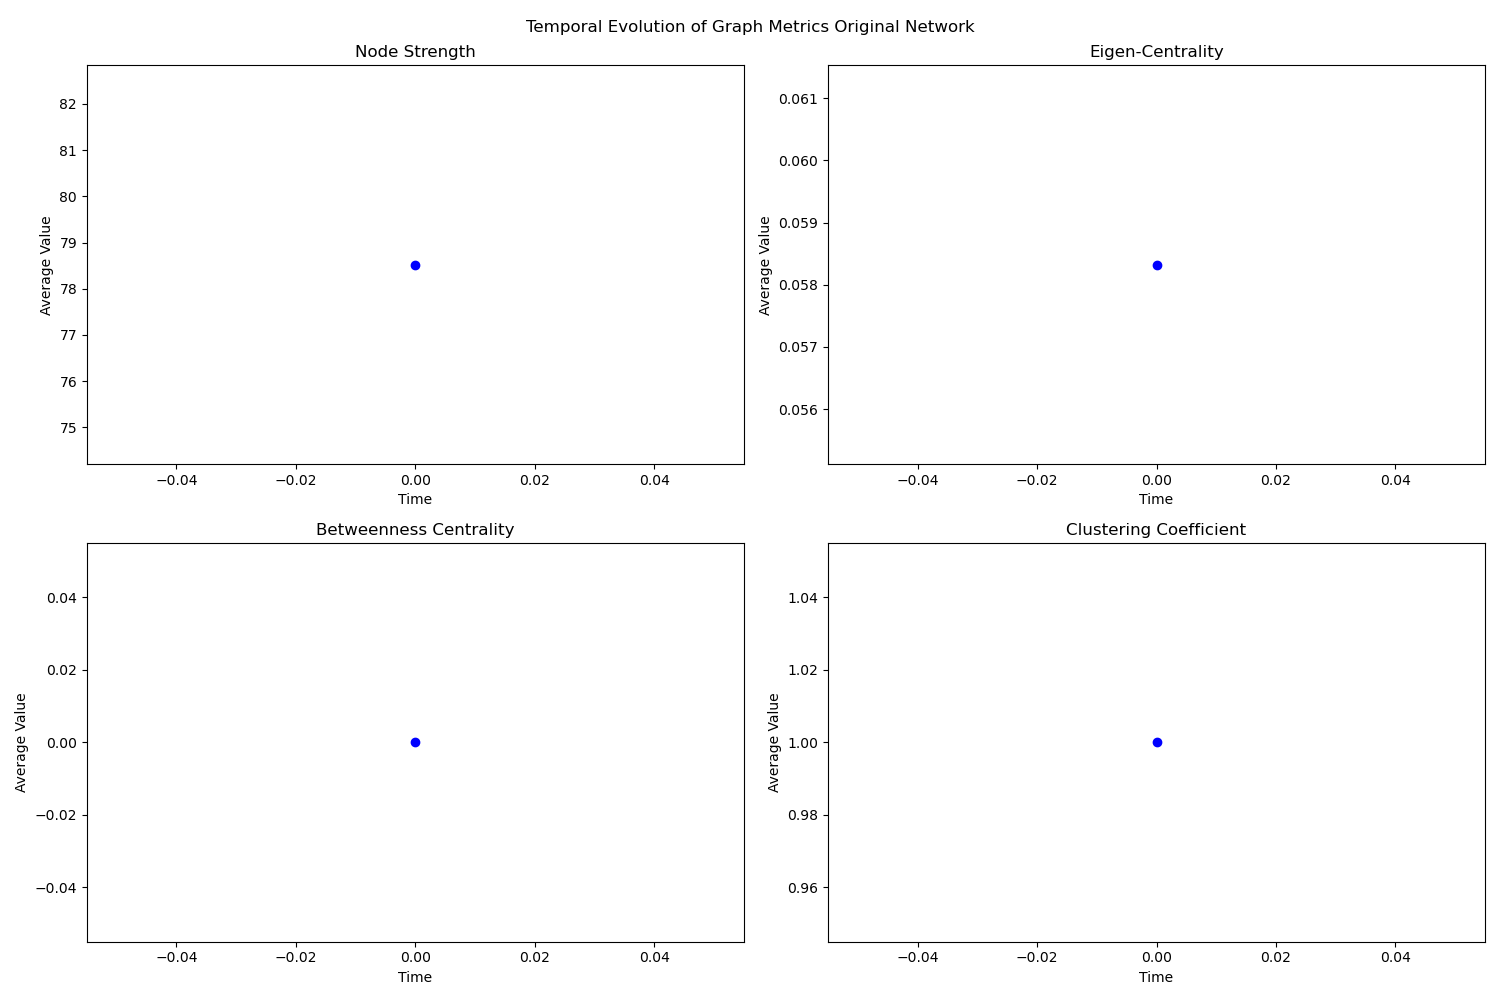 Temporal Evolution of Graph Metrics Original Network
Node Strength
82
81
80
79
78
77
76
75
Average Value
−0.04 −0.02 0.00 0.02 0.04
Time
Eigen-Centrality
0.061
0.060
0.059
0.058
0.057
0.056
Average Value
−0.04 −0.02 0.00 0.02 0.04
Time
Betweenness Centrality
0.04
0.02
0.00
−0.02
−0.04
Average Value
−0.04 −0.02 0.00 0.02 0.04
Time
Clustering Coefficient
1.04
1.02
1.00
0.98
0.96
Average Value
−0.04 −0.02 0.00 0.02 0.04
Time